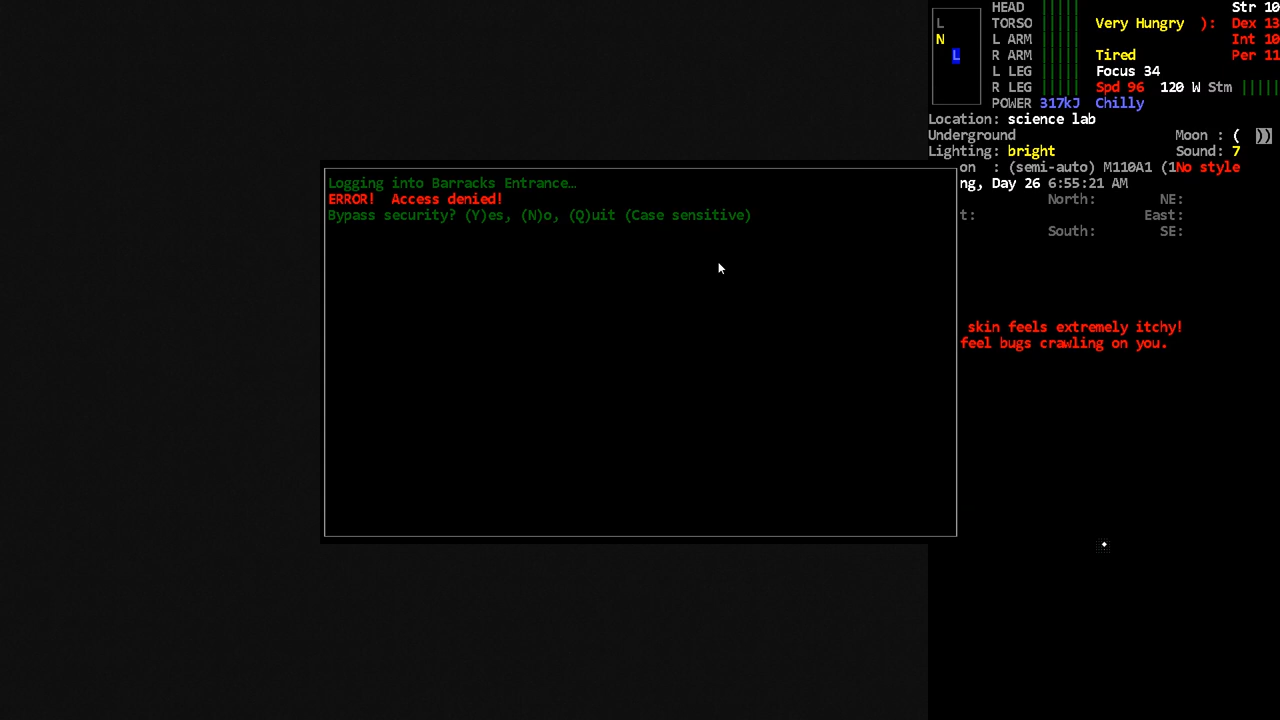 HEAD Str 10
L TORSO Very Hungry ): Dex 13
N L ARM Int 10
L R ARM Tired Per 11
L LEG Focus 34
R LEG Spd 96 120 W Stm
POWER 317kJ Chilly
Location: science lab
Underground Moon : (  ))
Lighting: bright Sound: 7
on : (semi-auto) M110A1 (1No style
ng, Day 26 6:55:21 AM
North: NE:
t: East:
South: SE:
Logging into Barracks Entrance…
ERROR! Access denied!
Bypass security? (Y)es, (N)o, (Q)uit (Case sensitive)
skin feels extremely itchy!
feel bugs crawling on you.